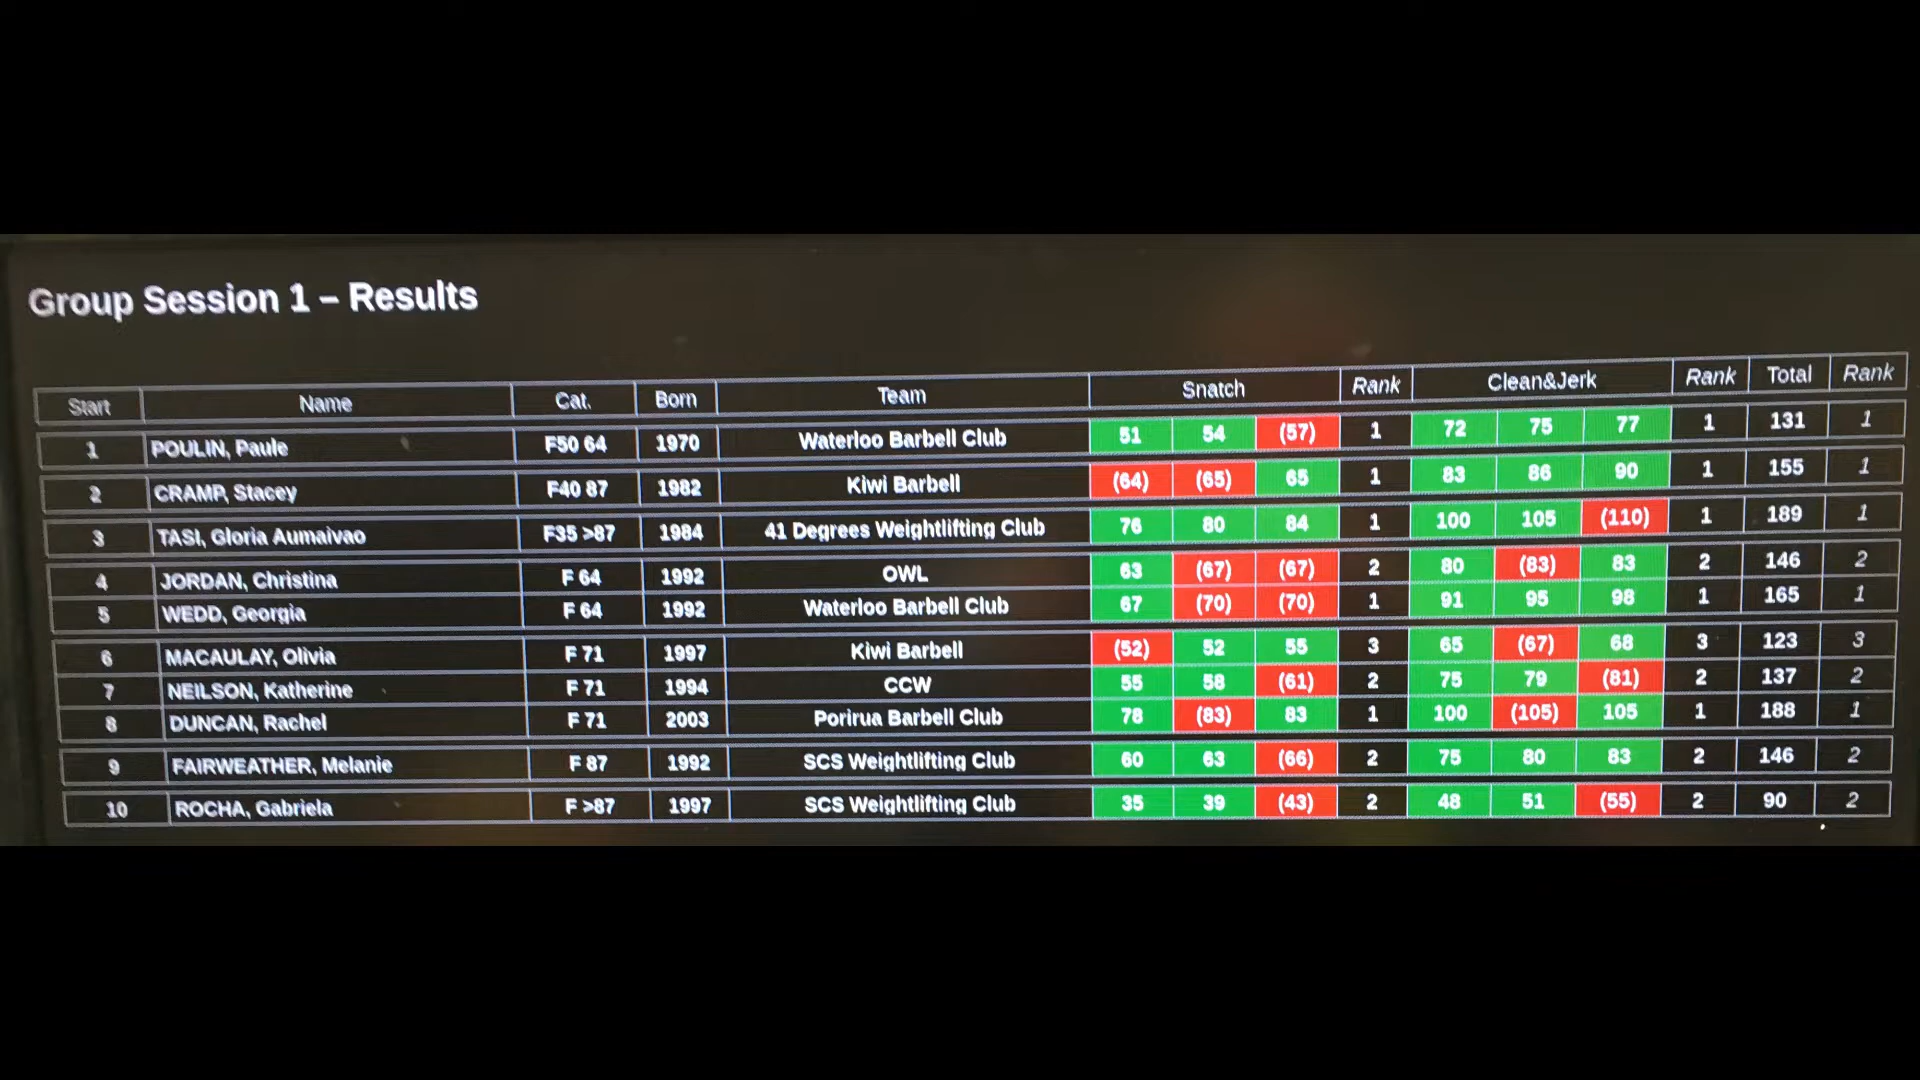 Group Session 1 – Results
Start Name Cat. Born Team Snatch Rank Clean&Jerk Rank Total Rank
1 POULIN, Paule F50 64 1970 Waterloo Barbell Club 51 54 (57) 1 72 75 77 1 131 1
2 CRAMP, Stacey F40 87 1982 Kiwi Barbell (64) (65) 65 1 83 86 90 1 155 1
3 TASI, Gloria Aumaivao F35 >87 1984 41 Degrees Weightlifting Club 76 80 84 1 100 105 (110) 1 189 1
4 JORDAN, Christina F 64 1992 OWL 63 (67) (67) 2 80 (83) 83 2 146 2
5 WEDD, Georgia F 64 1992 Waterloo Barbell Club 67 (70) (70) 1 91 95 98 1 165 1
6 MACAULAY, Olivia F 71 1997 Kiwi Barbell (52) 52 55 3 65 (67) 68 3 123 3
7 NEILSON, Katherine F 71 1994 CCW 55 58 (61) 2 75 79 (81) 2 137 2
8 DUNCAN, Rachel F 71 2003 Porirua Barbell Club 78 (83) 83 1 100 (105) 105 1 188 1
9 FAIRWEATHER, Melanie F 87 1992 SCS Weightlifting Club 60 63 (66) 2 75 80 83 2 146 2
10 ROCHA, Gabriela F >87 1997 SCS Weightlifting Club 35 39 (43) 2 48 51 (55) 2 90 2